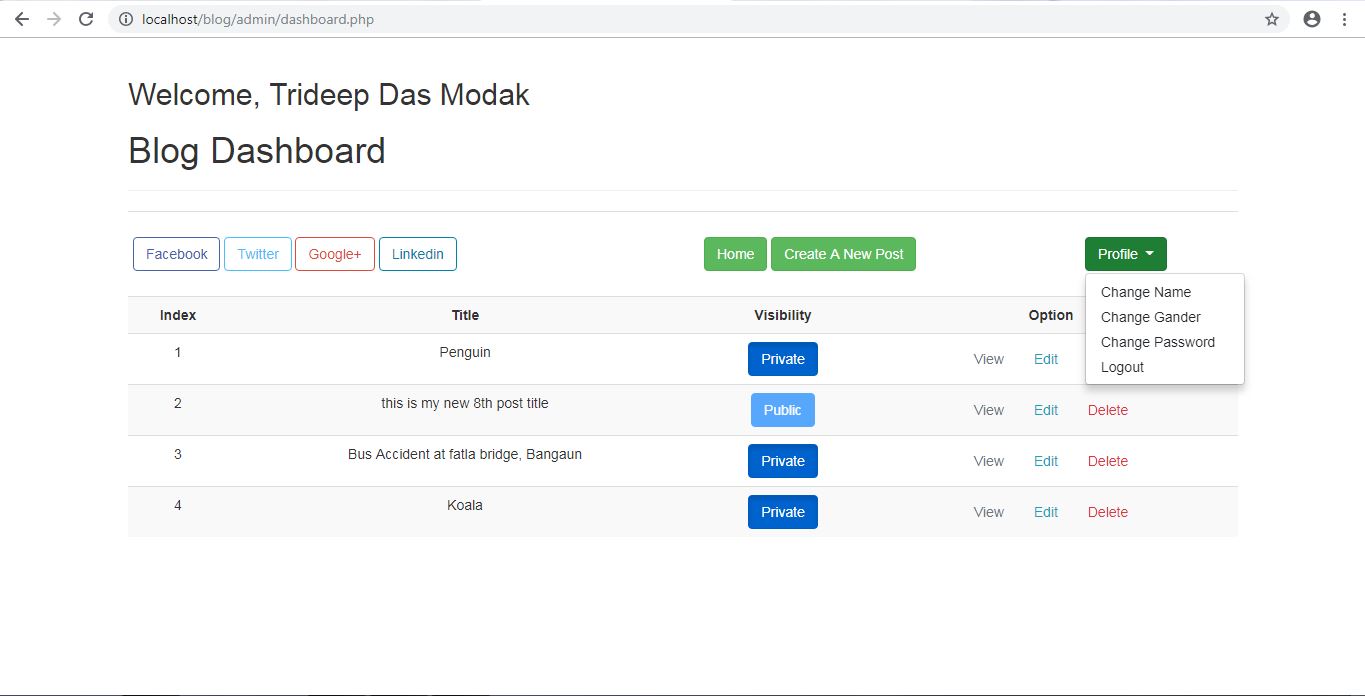 localhost/blog/admin/dashboard.php
Welcome, Trideep Das Modak
Blog Dashboard
Facebook Twitter Google+ Linkedin Home Create A New Post Profile
Change Name
Change Gander
Change Password
Logout
Index Title Visibility Option
1 Penguin Private View Edit
2 this is my new 8th post title Public View Edit Delete
3 Bus Accident at fatla bridge, Bangaun Private View Edit Delete
4 Koala Private View Edit Delete